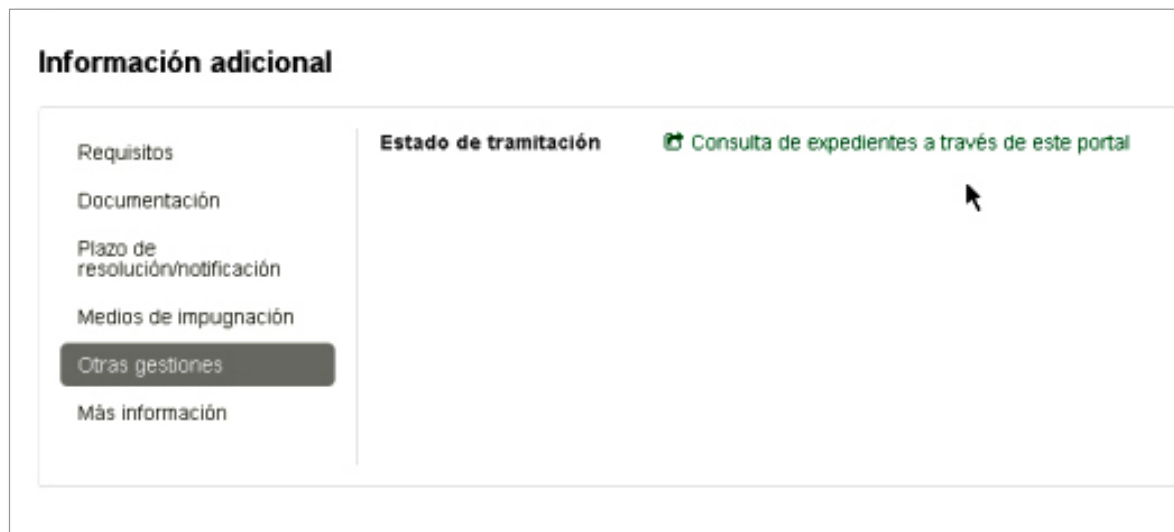 Información adicional
Requisitos
Documentación
Plazo de
resolución/notificación
Medios de impugnación
Otras gestiones
Más información
Estado de tramitación
Consulta de expedientes a través de este portal